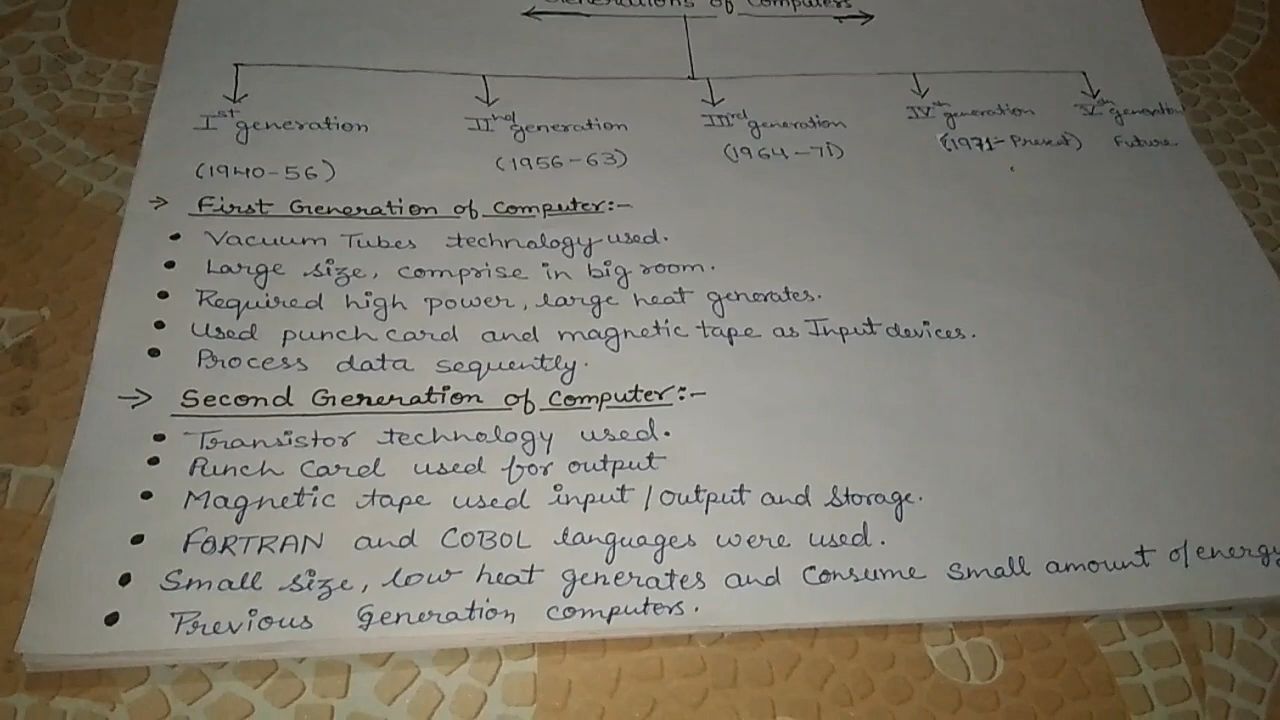 Generations of Computers
Ist generation IInd generation IIIrd generation IVth generation Vth generation
(1940-56) (1956-63) (1964-71) (1971-Present) Future
→ First Generation of Computer:-
• Vacuum Tubes technology used.
• Large size, comprise in big room.
• Required high power, large heat generates.
• Used punch card and magnetic tape as Input devices.
• Process data sequently.
→ Second Generation of Computer:-
• Transistor technology used.
• Punch Card used for output
• Magnetic tape used input / output and Storage.
• FORTRAN and COBOL languages were used.
• Small size, low heat generates and Consume small amount of energy
• Previous Generation computers.